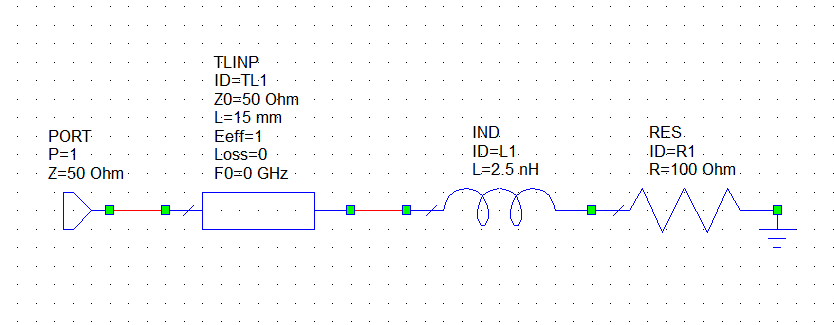 TLINP
ID=TL1
Z0=50 Ohm
L=15 mm
Eeff=1
Loss=0
F0=0 GHz
PORT
P=1
Z=50 Ohm
IND
ID=L1
L=2.5 nH
RES
ID=R1
R=100 Ohm